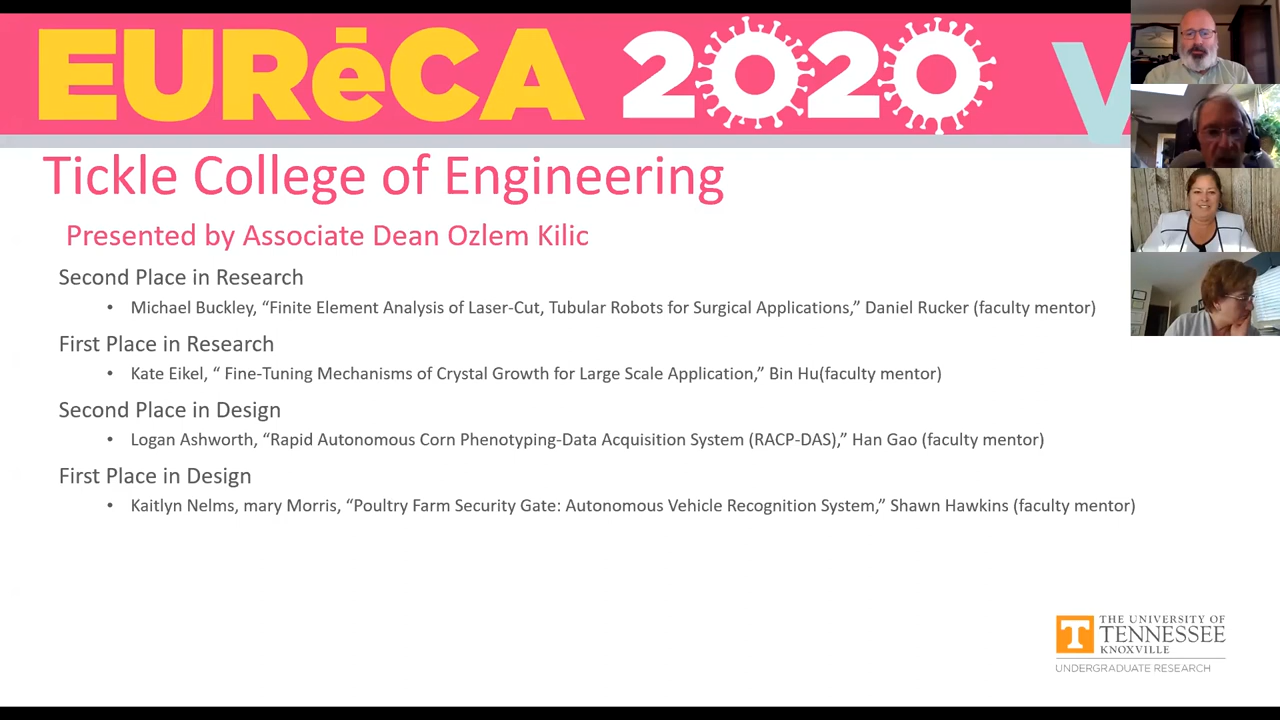 EURēCA 2020 V
Tickle College of Engineering
Presented by Associate Dean Ozlem Kilic
Second Place in Research
• Michael Buckley, “Finite Element Analysis of Laser-Cut, Tubular Robots for Surgical Applications,” Daniel Rucker (faculty mentor)
First Place in Research
• Kate Eikel, “ Fine-Tuning Mechanisms of Crystal Growth for Large Scale Application,” Bin Hu(faculty mentor)
Second Place in Design
• Logan Ashworth, “Rapid Autonomous Corn Phenotyping-Data Acquisition System (RACP-DAS),” Han Gao (faculty mentor)
First Place in Design
• Kaitlyn Nelms, mary Morris, “Poultry Farm Security Gate: Autonomous Vehicle Recognition System,” Shawn Hawkins (faculty mentor)
T
THE UNIVERSITY OF
TENNESSEE
KNOXVILLE
UNDERGRADUATE RESEARCH